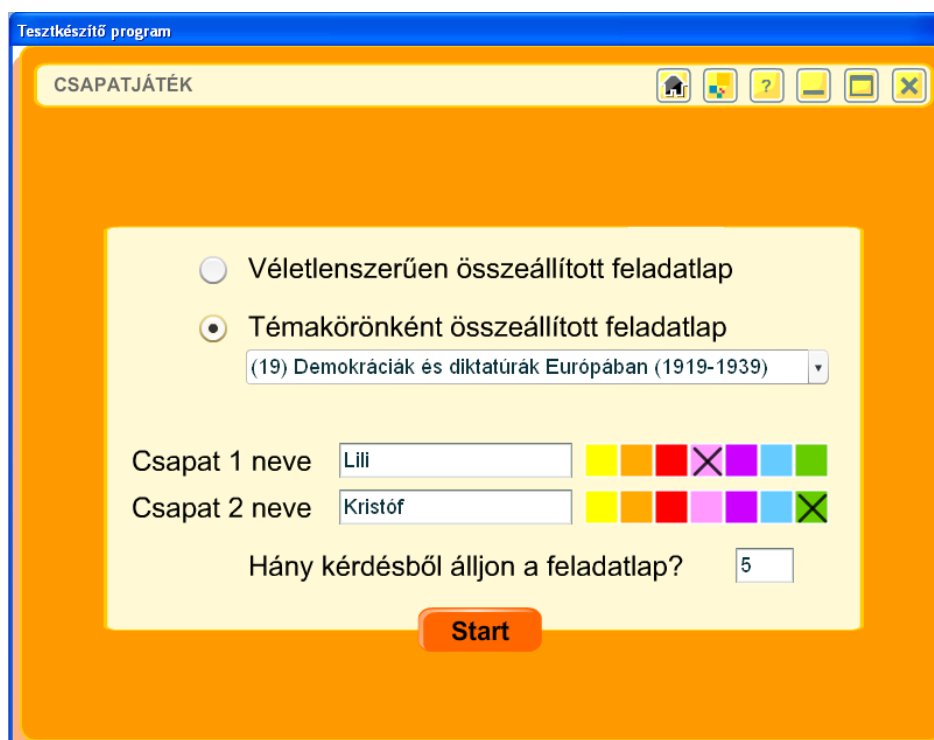 Tesztkészítő program
CSAPATJÁTÉK
?
Véletlenszerűen összeállított feladatlap
Témakörönként összeállított feladatlap
(19) Demokráciák és diktatúrák Európában (1919-1939)
Csapat 1 neve Lili
Csapat 2 neve Kristóf
Hány kérdésből álljon a feladatlap? 5
Start